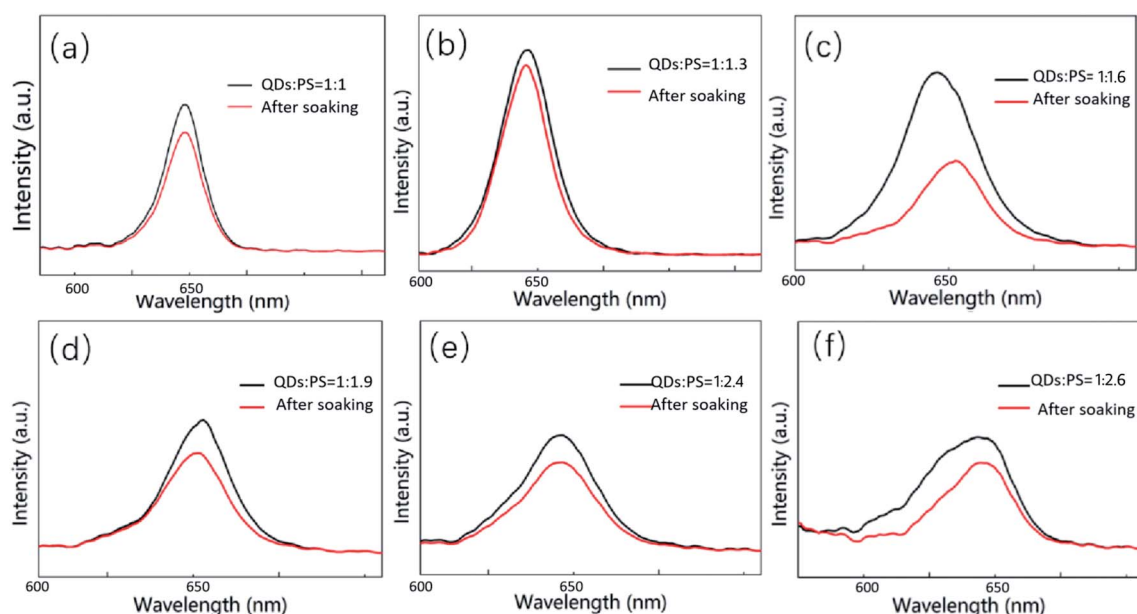 (a)
QDs:PS=1:1
After soaking
Intensity (a.u.)
600
650
Wavelength (nm)
(b)
QDs:PS=1:1.3
After soaking
Intensity (a.u.)
600
650
Wavelength (nm)
(c)
QDs:PS= 1:1.6
After soaking
Intensity (a.u.)
600
650
Wavelength (nm)
(d)
QDs:PS=1:1.9
After soaking
Intensity (a.u.)
600
650
Wavelength (nm)
(e)
QDs:PS=1:2.4
After soaking
Intensity (a.u.)
600
650
Wavelength (nm)
(f)
QDs:PS= 1:2.6
After soaking
Intensity (a.u.)
600
650
Wavelength (nm)